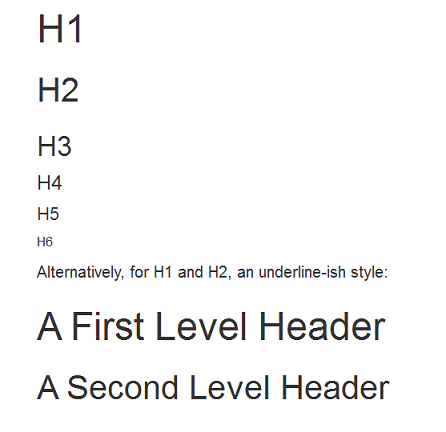 H1
H2
H3
H4
H5
H6
Alternatively, for H1 and H2, an underline-ish style:
A First Level Header
A Second Level Header